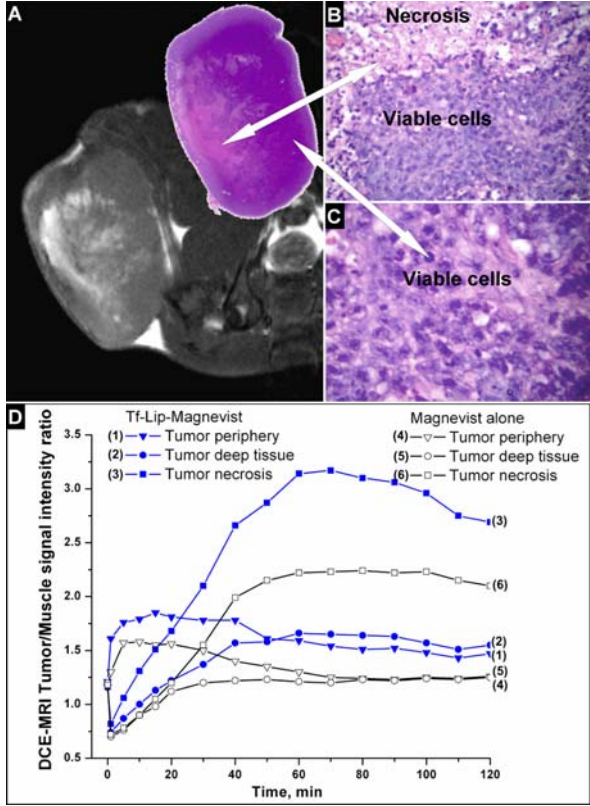 A
B
Necrosis
Viable cells
C
Viable cells
D
Tf-Lip-Magnevist
(1) Tumor periphery
(2) Tumor deep tissue
(3) Tumor necrosis
Magnevist alone
(4) Tumor periphery
(5) Tumor deep tissue
(6) Tumor necrosis
DCE-MRI Tumor/Muscle signal intensity ratio
3.5
3.0
2.5
2.0
1.5
1.0
0.5
(3)
(6)
(2)
(1)
(5)
(4)
0 20 40 60 80 100 120
Time, min